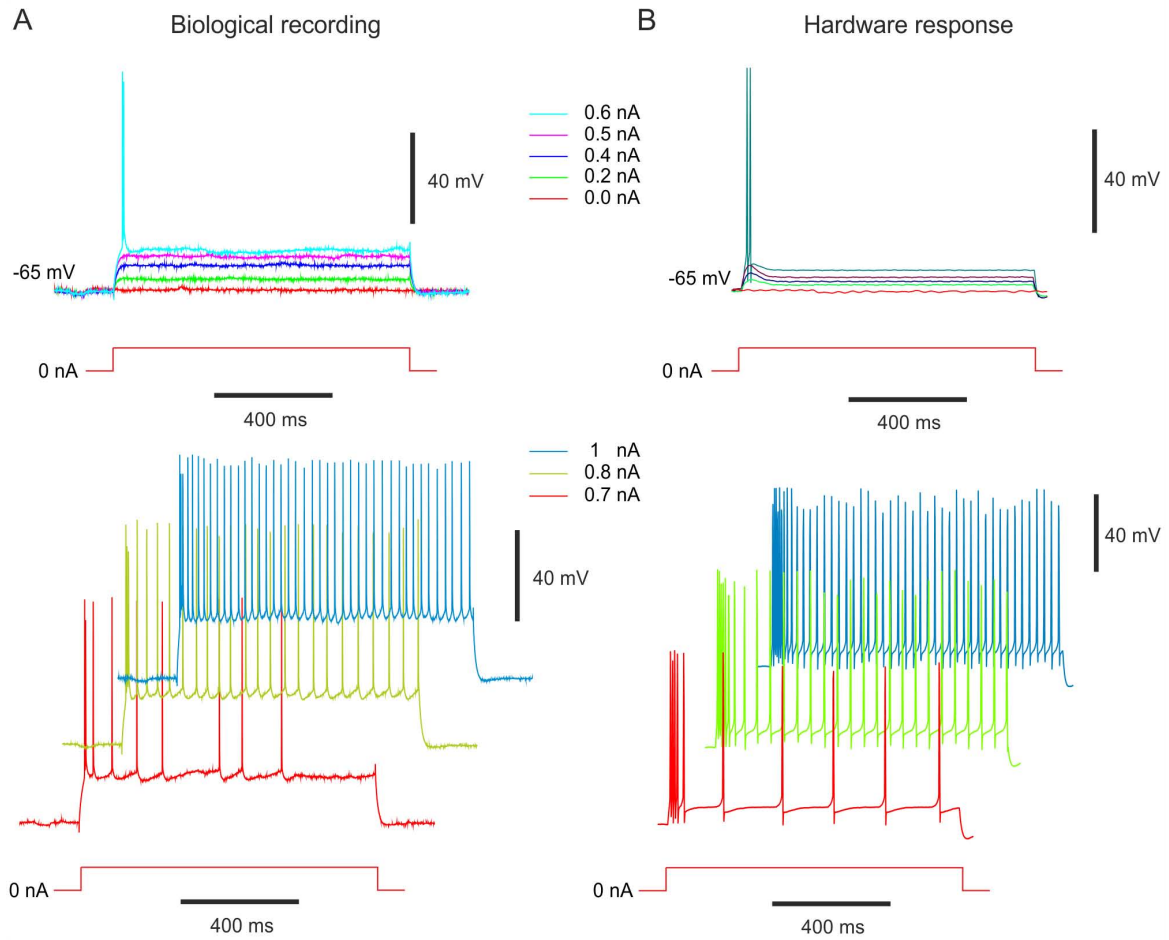 A
Biological recording
B
Hardware response
0.6 nA
0.5 nA
0.4 nA
0.2 nA
0.0 nA
40 mV
40 mV
-65 mV
-65 mV
0 nA
0 nA
400 ms
400 ms
1 nA
0.8 nA
0.7 nA
40 mV
40 mV
0 nA
0 nA
400 ms
400 ms